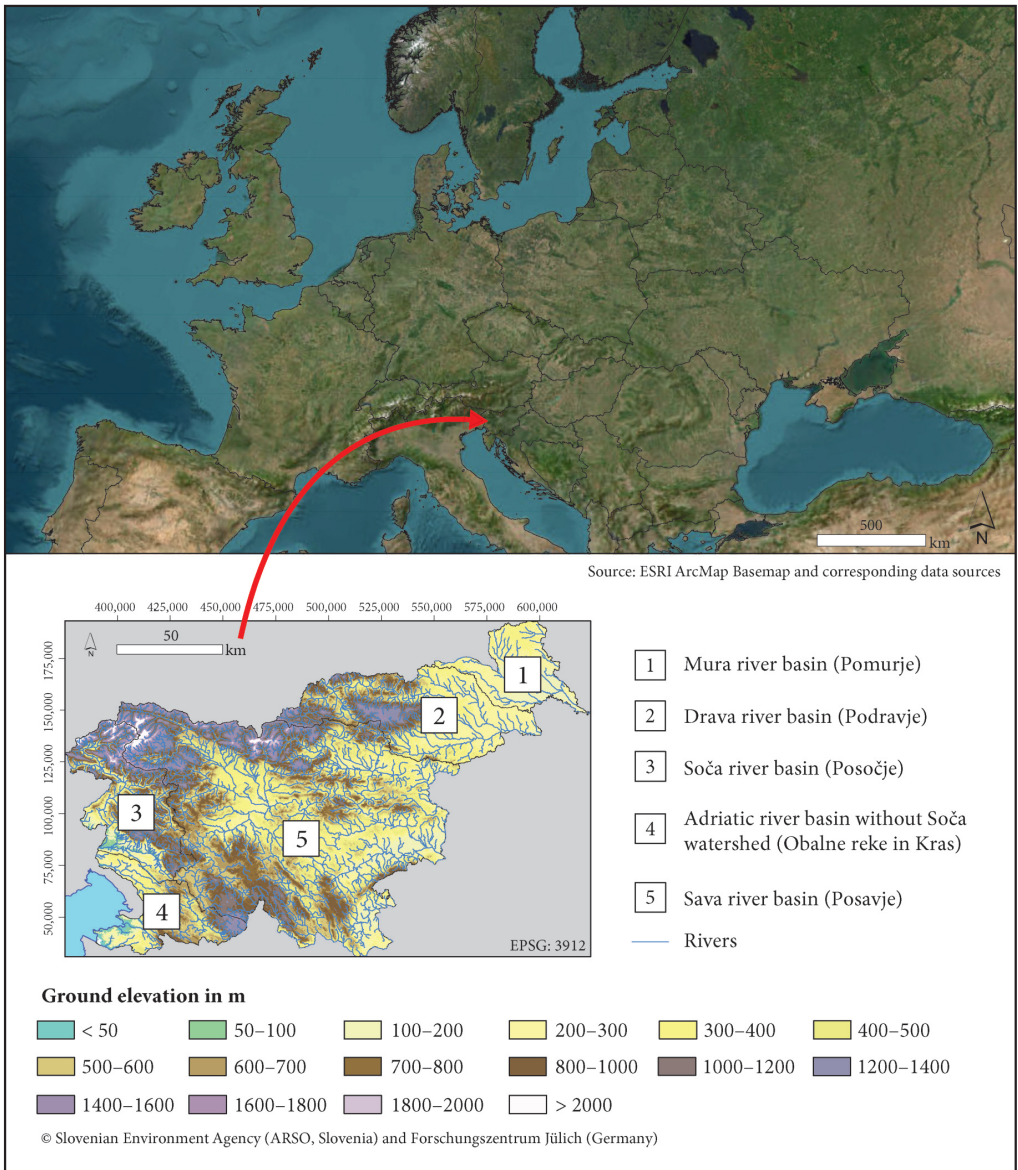 500
km
N
Source: ESRI ArcMap Basemap and corresponding data sources
400,000 425,000 450,000 475,000 500,000 525,000 550,000 575,000 600,000
175,000
150,000
125,000
100,000
75,000
50,000
N
50
km
1
2
3
5
4
EPSG: 3912
1 Mura river basin (Pomurje)
2 Drava river basin (Podravje)
3 Soča river basin (Posočje)
4 Adriatic river basin without Soča
watershed (Obalne reke in Kras)
5 Sava river basin (Posavje)
Rivers
Ground elevation in m
< 50 50–100 100–200 200–300 300–400 400–500
500–600 600–700 700–800 800–1000 1000–1200 1200–1400
1400–1600 1600–1800 1800–2000 > 2000
© Slovenian Environment Agency (ARSO, Slovenia) and Forschungszentrum Jülich (Germany)